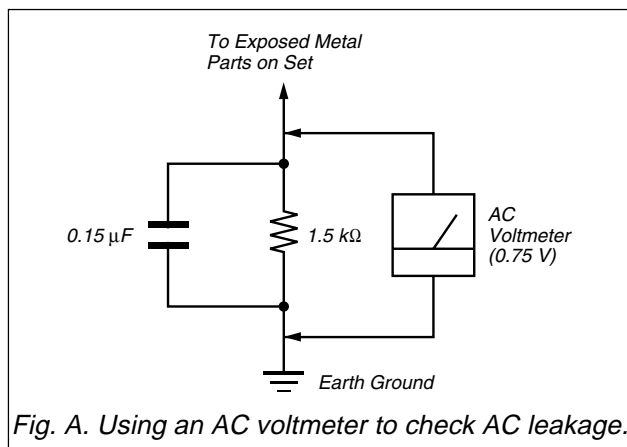 To Exposed Metal
Parts on Set
0.15 μF
1.5 kΩ
AC
Voltmeter
(0.75 V)
Earth Ground
Fig. A. Using an AC voltmeter to check AC leakage.